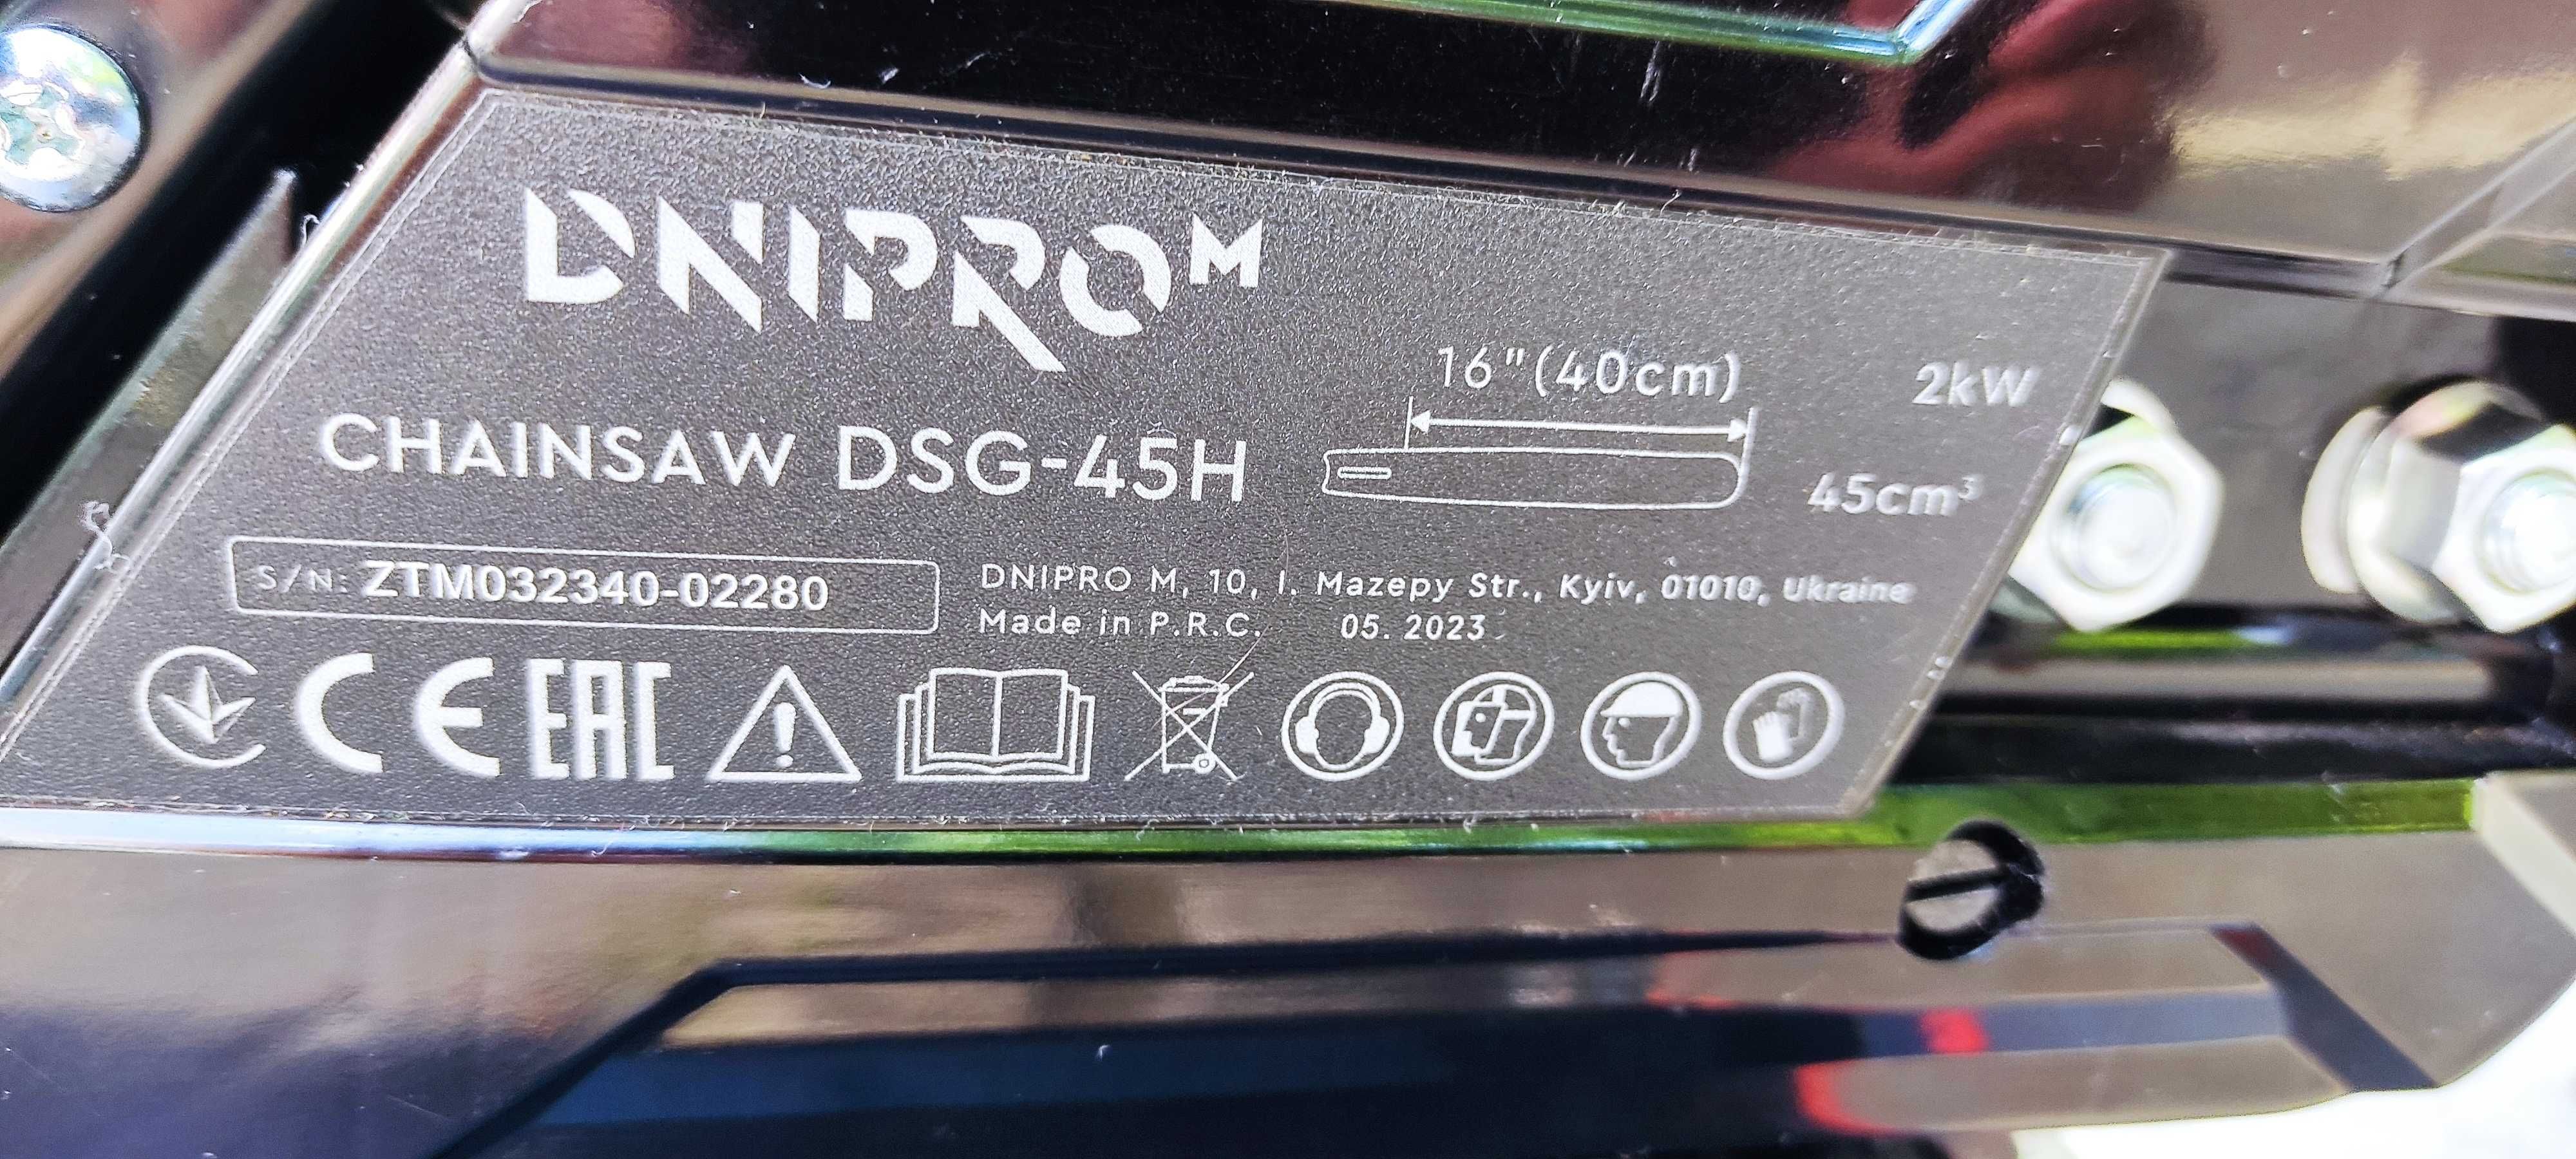 DNIPRO M
16"(40cm)
2kW
CHAINSAW DSG-45H
45cm³
S/N: ZTM032340-02280
DNIPRO M, 10, I. Mazepy Str., Kyiv, 01010, Ukraine
Made in P.R.C. 05. 2023
CE EAC